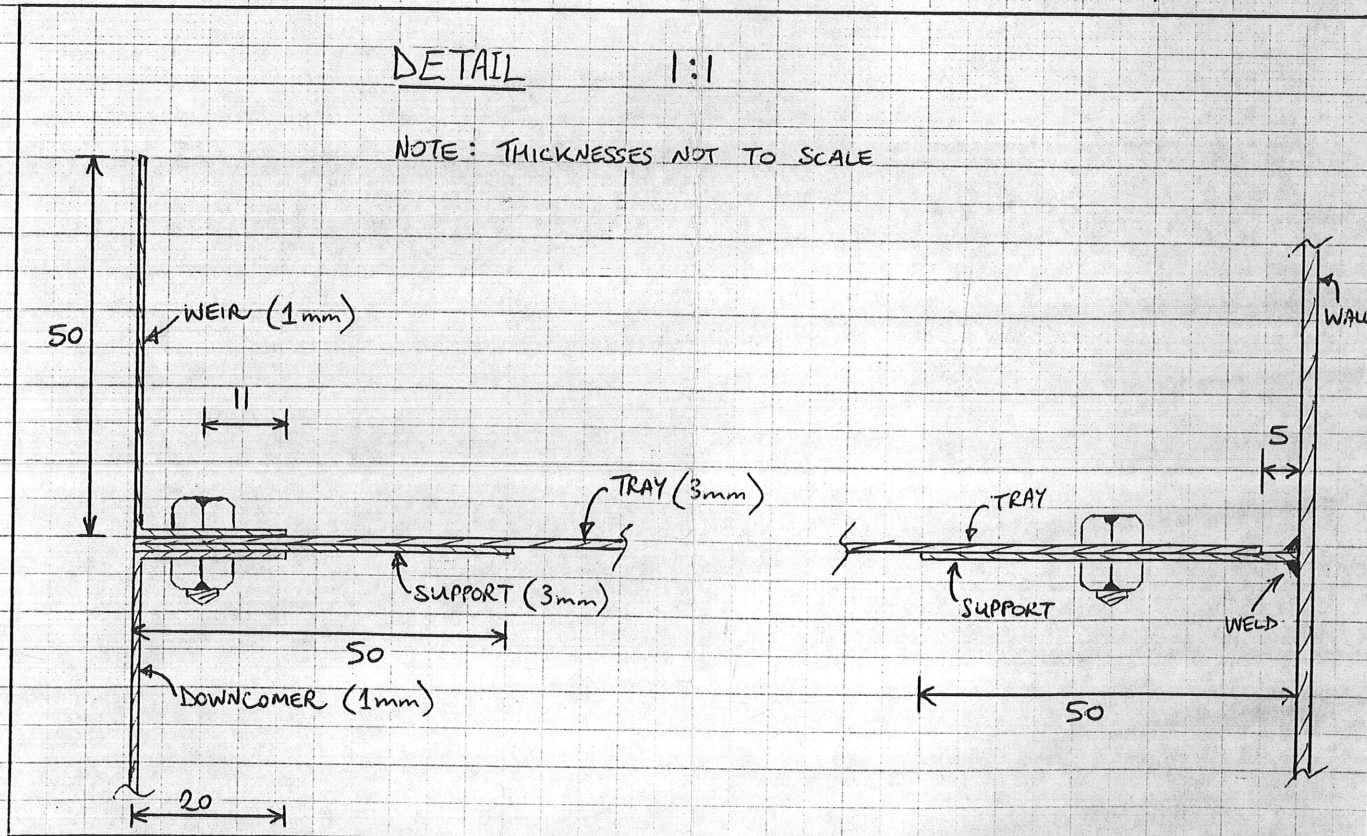 DETAIL 1:1
NOTE: THICKNESSES NOT TO SCALE
50
WEIR (1mm)
11
TRAY (3mm)
SUPPORT (3mm)
50
DOWNCOMER (1mm)
20
WALL
5
TRAY
SUPPORT
WELD
50